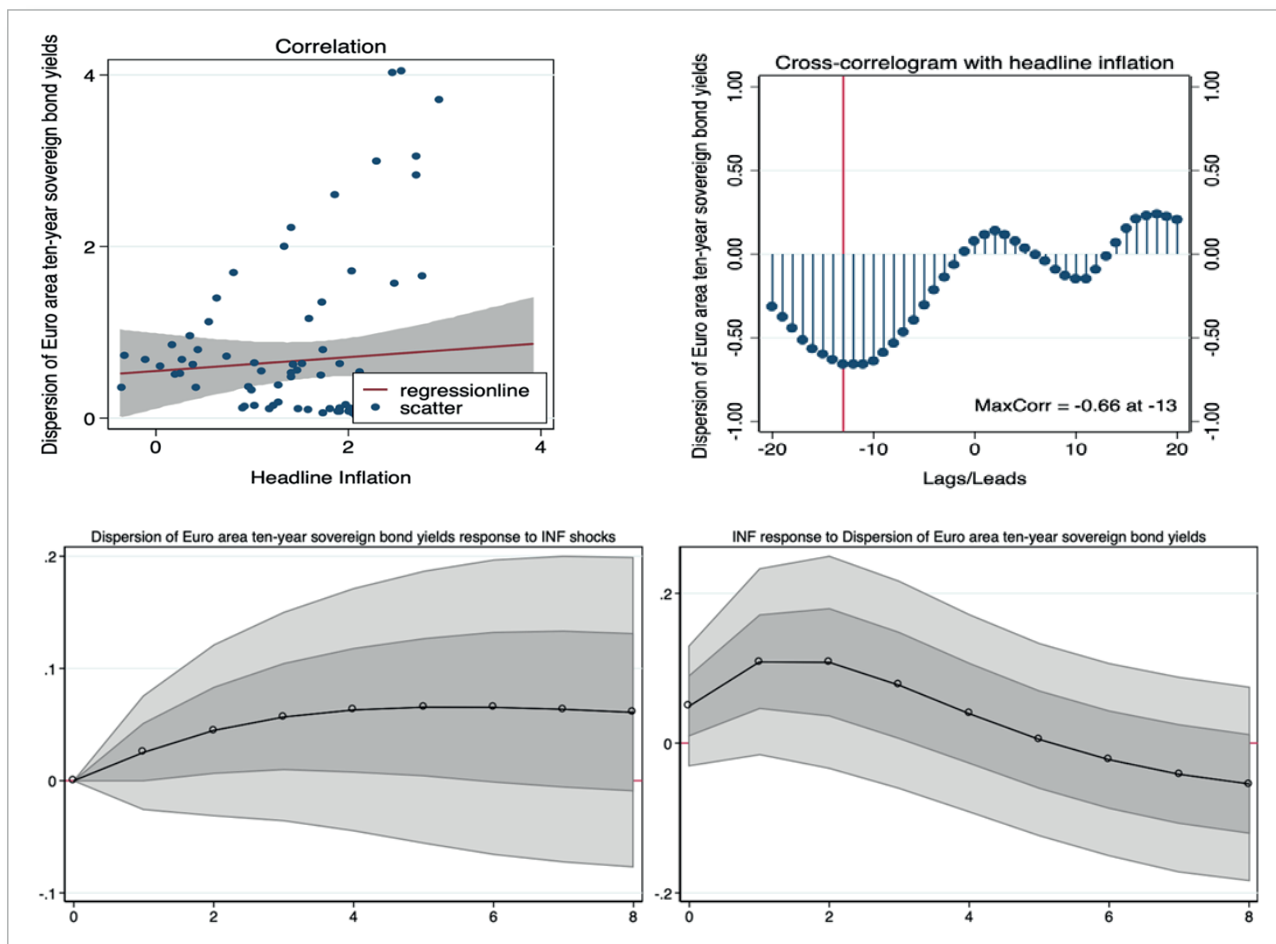 Correlation
Dispersion of Euro area ten-year sovereign bond yields
4
2
0
regressionline
scatter
0 2 4
Headline Inflation
Cross-correlogram with headline inflation
Dispersion of Euro area ten-year sovereign bond yields
1.00 1.00
0.50 0.50
0.00 0.00
-0.50 -0.50
-1.00 -1.00
MaxCorr = -0.66 at -13
-20 -10 0 10 20
Lags/Leads
Dispersion of Euro area ten-year sovereign bond yields response to INF shocks
.2
.1
0
-.1
0 2 4 6 8
INF response to Dispersion of Euro area ten-year sovereign bond yields
.2
0
-.2
0 2 4 6 8